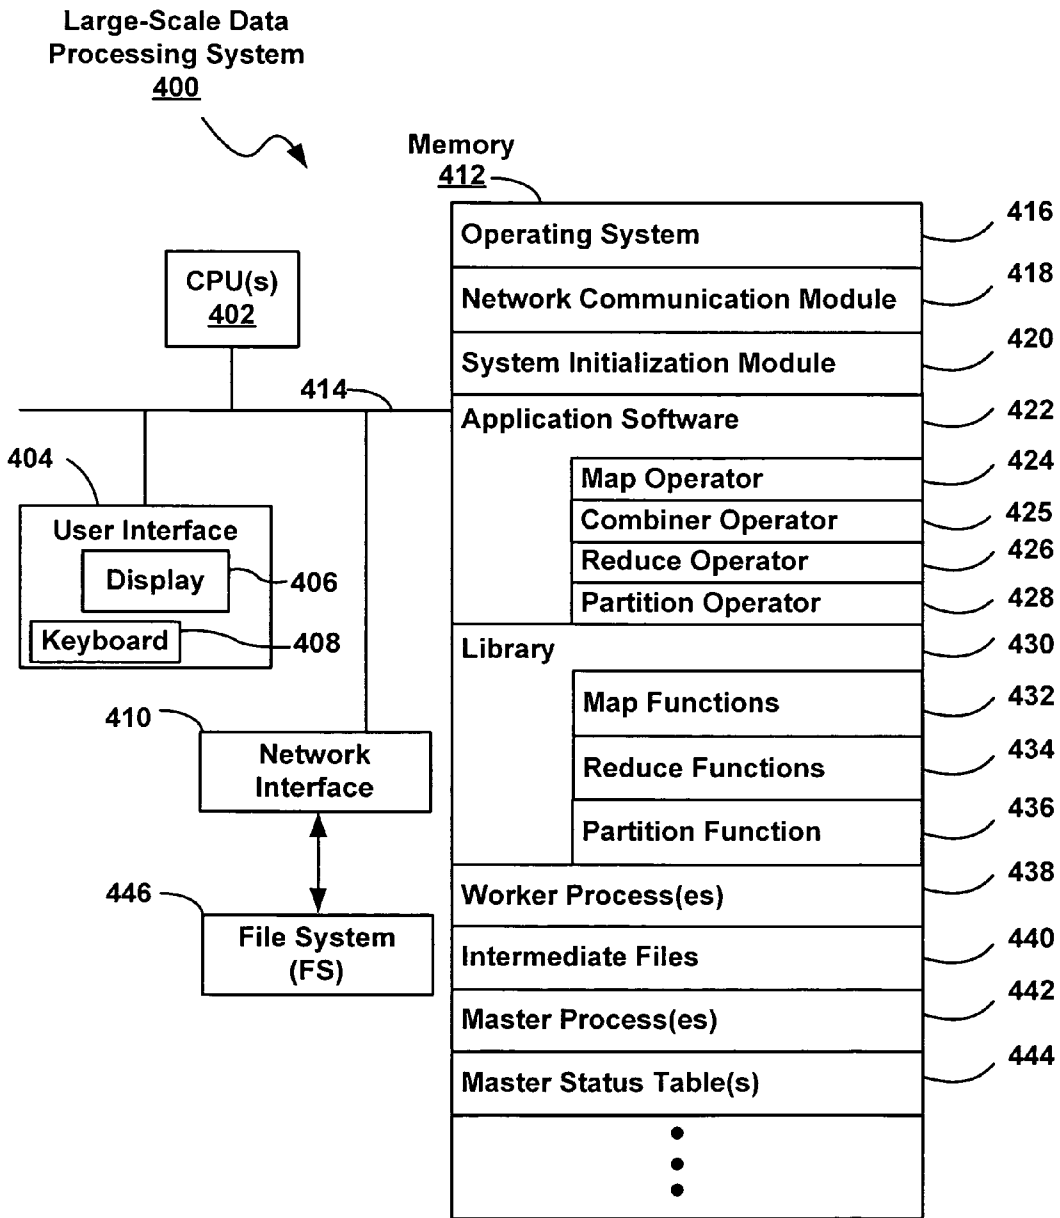 Large-Scale Data
Processing System
400
Memory
412
CPU(s)
402
414
404
User Interface
Display
406
Keyboard
408
410
Network
Interface
446
File System
(FS)
Operating System
416
Network Communication Module
418
System Initialization Module
420
Application Software
422
Map Operator
424
Combiner Operator
425
Reduce Operator
426
Partition Operator
428
Library
430
Map Functions
432
Reduce Functions
434
Partition Function
436
Worker Process(es)
438
Intermediate Files
440
Master Process(es)
442
Master Status Table(s)
444